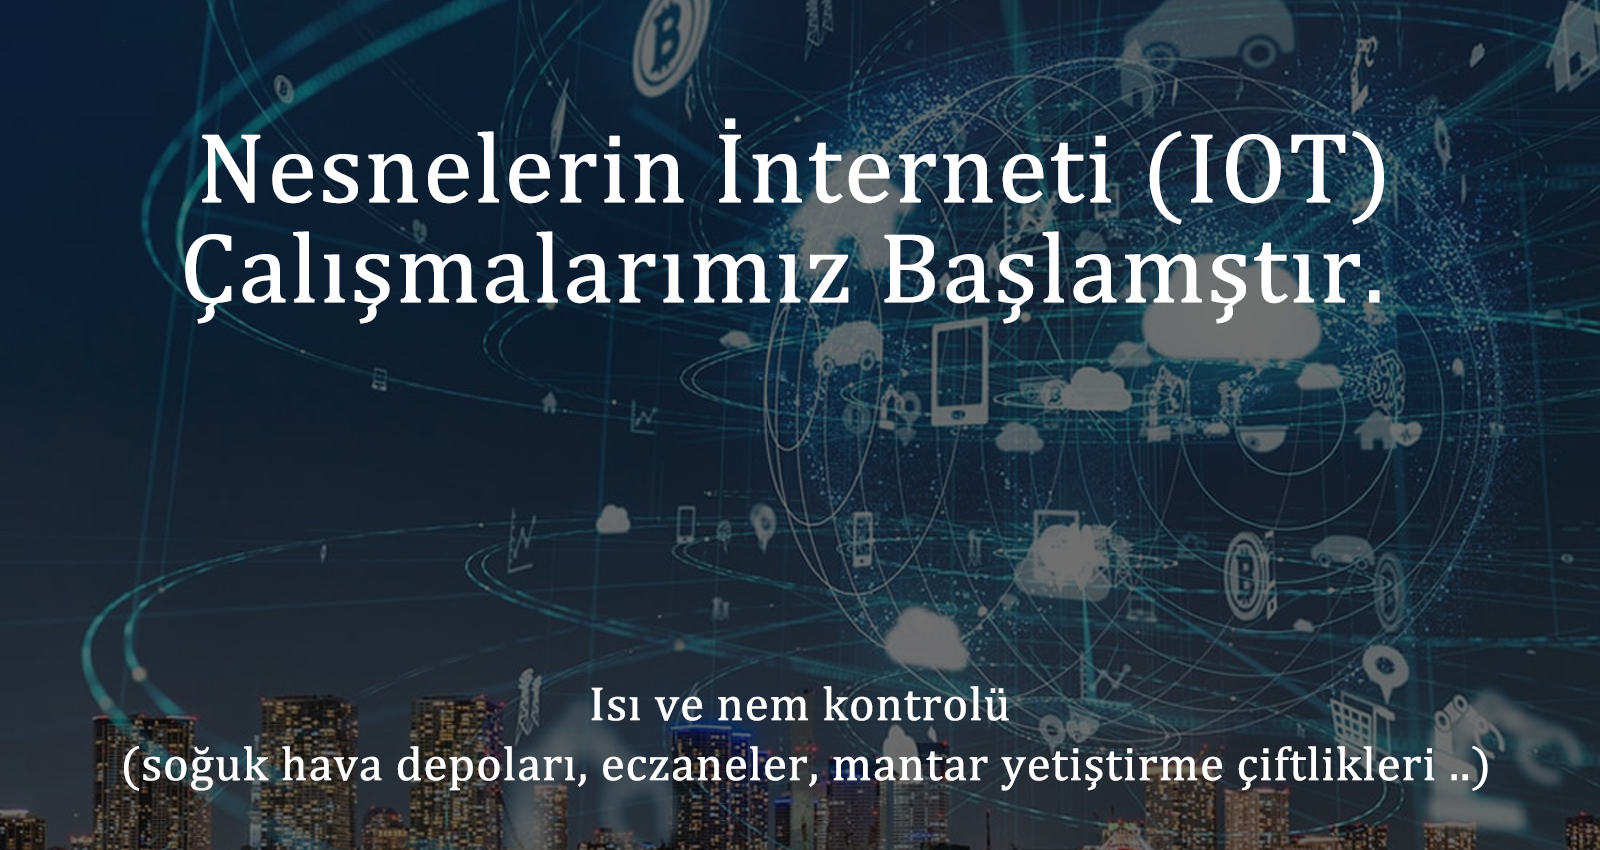 Nesnelerin İnterneti (IOT)
Çalışmalarımız Başlamştır.
Isı ve nem kontrolü
(soğuk hava depoları, eczaneler, mantar yetiştirme çiftlikleri ..)